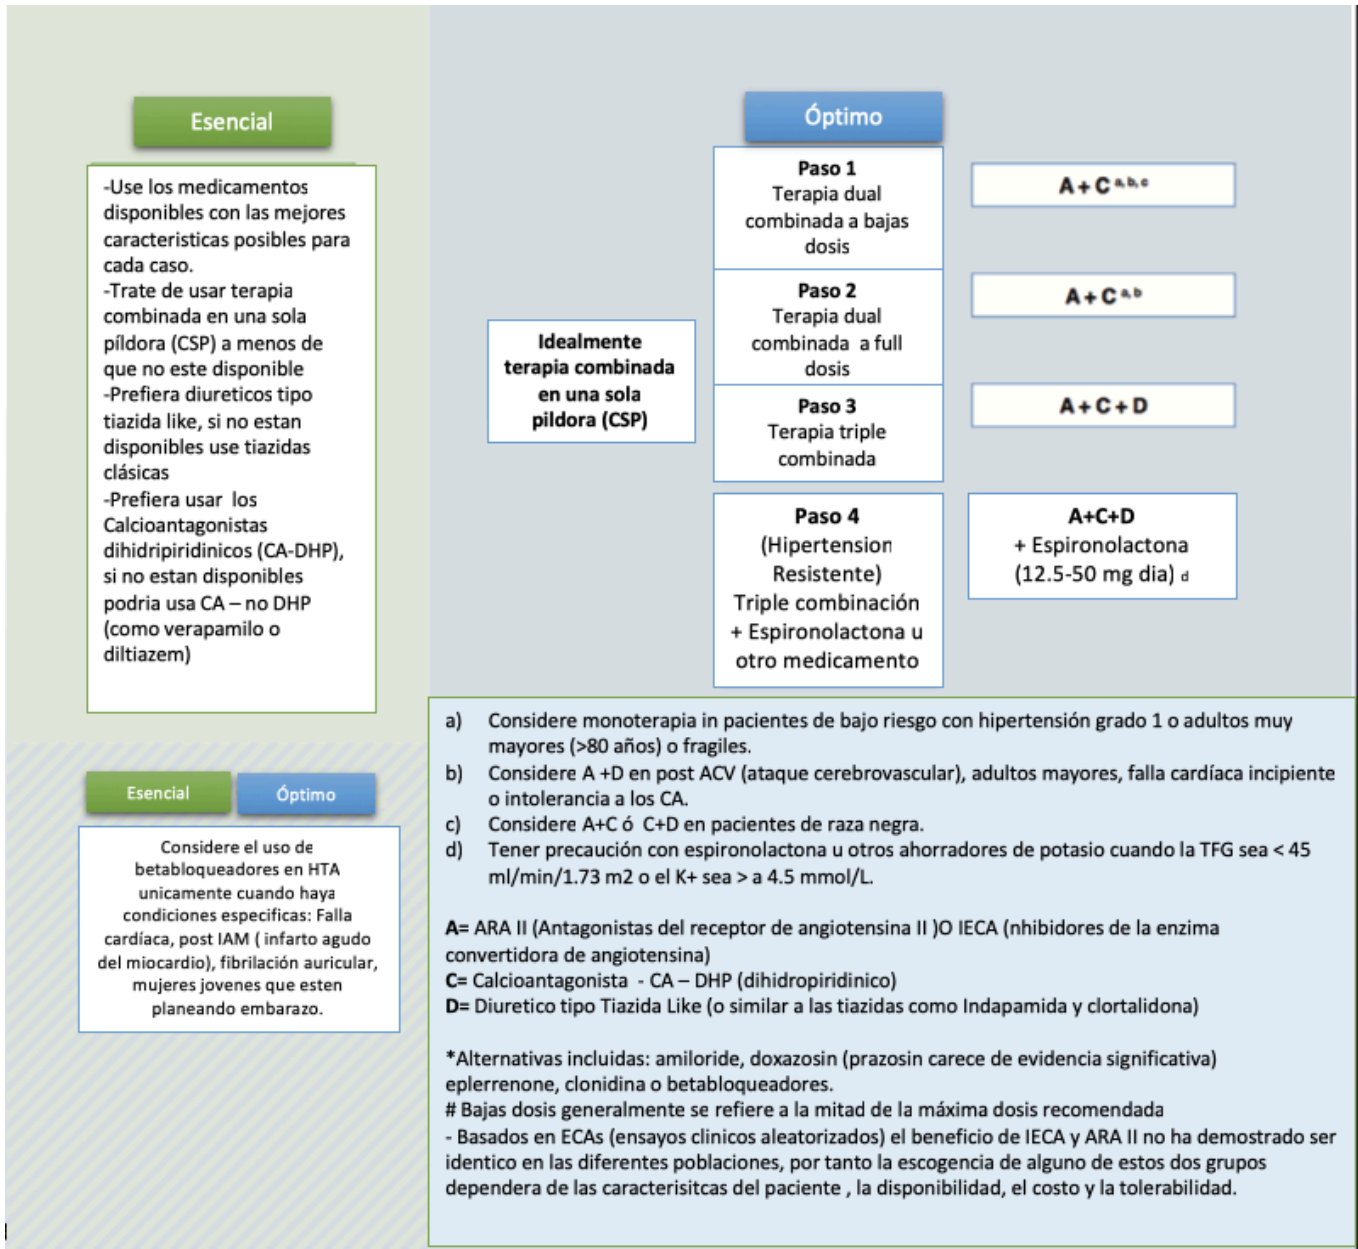 Esencial
-Use los medicamentos
disponibles con las mejores
caracteristicas posibles para
cada caso.
-Trate de usar terapia
combinada en una sola
píldora (CSP) a menos de
que no este disponible
-Prefiera diureticos tipo
tiazida like, si no estan
disponibles use tiazidas
clásicas
-Prefiera usar los
Calcioantagonistas
dihidripiridinicos (CA-DHP),
si no estan disponibles
podria usa CA – no DHP
(como verapamilo o
diltiazem)
Óptimo
Idealmente
terapia combinada
en una sola
pildora (CSP)
Paso 1
Terapia dual
combinada a bajas
dosis
A + C a, b, c
Paso 2
Terapia dual
combinada a full
dosis
A + C a, b
Paso 3
Terapia triple
combinada
A + C + D
Paso 4
(Hipertension
Resistente)
Triple combinación
+ Espironolactona u
otro medicamento
A+C+D
+ Espironolactona
(12.5-50 mg dia) d
Esencial
Óptimo
Considere el uso de
betabloqueadores en HTA
unicamente cuando haya
condiciones especificas: Falla
cardíaca, post IAM ( infarto agudo
del miocardio), fibrilación auricular,
mujeres jovenes que esten
planeando embarazo.
a) Considere monoterapia in pacientes de bajo riesgo con hipertensión grado 1 o adultos muy
mayores (>80 años) o fragiles.
b) Considere A +D en post ACV (ataque cerebrovascular), adultos mayores, falla cardíaca incipiente
o intolerancia a los CA.
c) Considere A+C ó C+D en pacientes de raza negra.
d) Tener precaución con espironolactona u otros ahorradores de potasio cuando la TFG sea < 45
ml/min/1.73 m2 o el K+ sea > a 4.5 mmol/L.
A= ARA II (Antagonistas del receptor de angiotensina II )O IECA (nhibidores de la enzima
convertidora de angiotensina)
C= Calcioantagonista - CA – DHP (dihidropiridinico)
D= Diuretico tipo Tiazida Like (o similar a las tiazidas como Indapamida y clortalidona)
*Alternativas incluidas: amiloride, doxazosin (prazosin carece de evidencia significativa)
eplerrenone, clonidina o betabloqueadores.
# Bajas dosis generalmente se refiere a la mitad de la máxima dosis recomendada
- Basados en ECAs (ensayos clinicos aleatorizados) el beneficio de IECA y ARA II no ha demostrado ser
identico en las diferentes poblaciones, por tanto la escogencia de alguno de estos dos grupos
dependera de las caracterisitcas del paciente , la disponibilidad, el costo y la tolerabilidad.